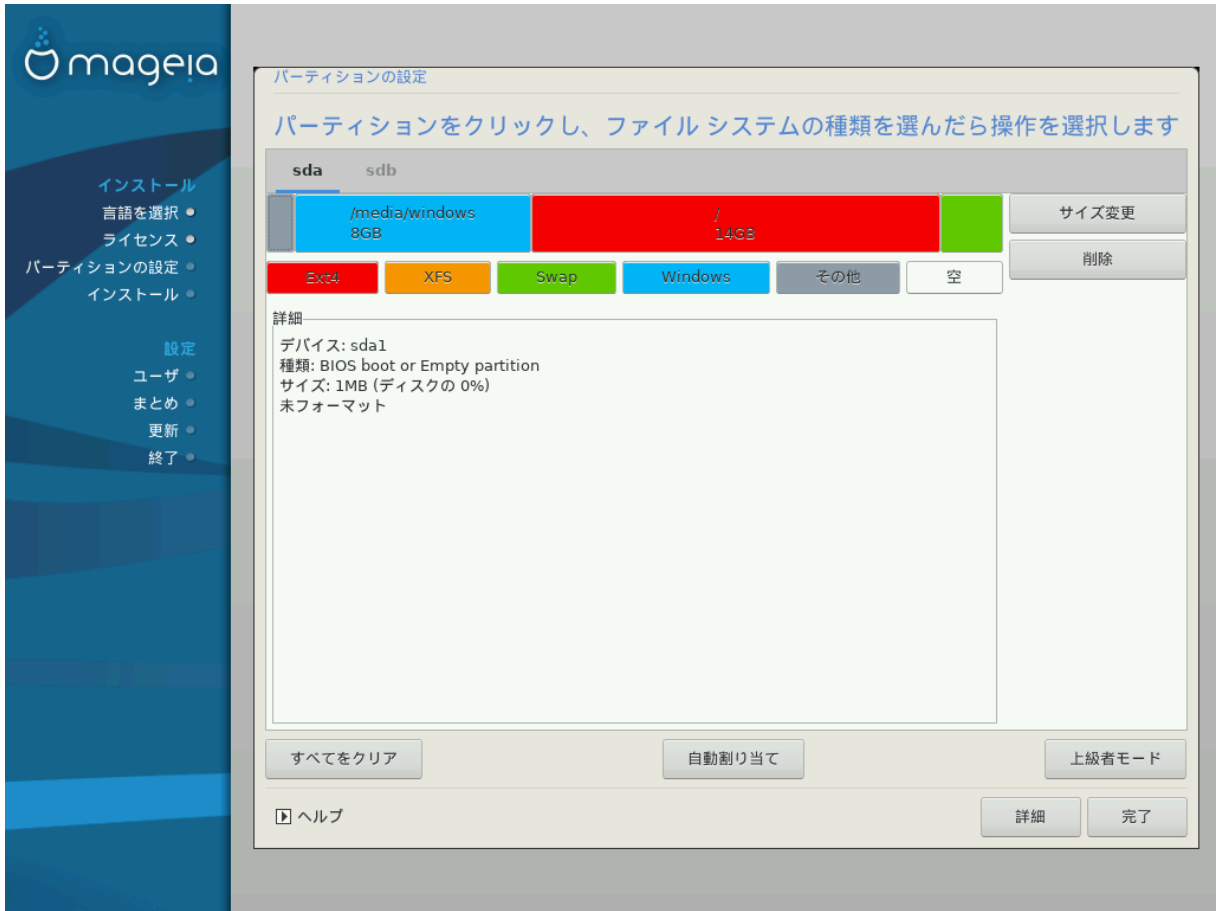 mageia
インストール
言語を選択
ライセンス
パーティションの設定
インストール
設定
ユーザ
まとめ
更新
終了
パーティションの設定
パーティションをクリックし、ファイル システムの種類を選んだら操作を選択します
sda sdb
/media/windows
8GB
/
14GB
サイズ変更
削除
Ext4 XFS Swap Windows その他 空
詳細
デバイス: sda1
種類: BIOS boot or Empty partition
サイズ: 1MB (ディスクの 0%)
未フォーマット
すべてをクリア 自動割り当て 上級者モード
ヘルプ 詳細 完了